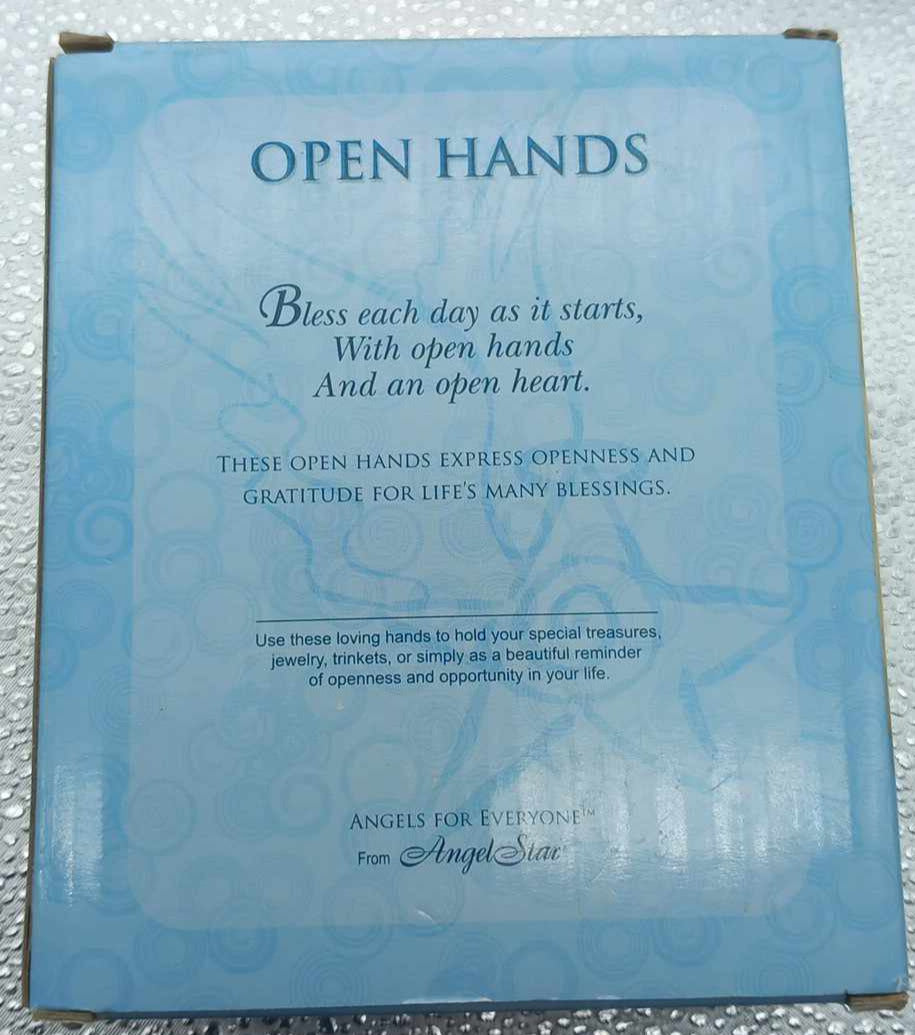 OPEN HANDS
Bless each day as it starts,
With open hands
And an open heart.
THESE OPEN HANDS EXPRESS OPENNESS AND
GRATITUDE FOR LIFE'S MANY BLESSINGS.
Use these loving hands to hold your special treasures,
jewelry, trinkets, or simply as a beautiful reminder
of openness and opportunity in your life.
ANGELS FOR EVERYONE™
From AngelStar